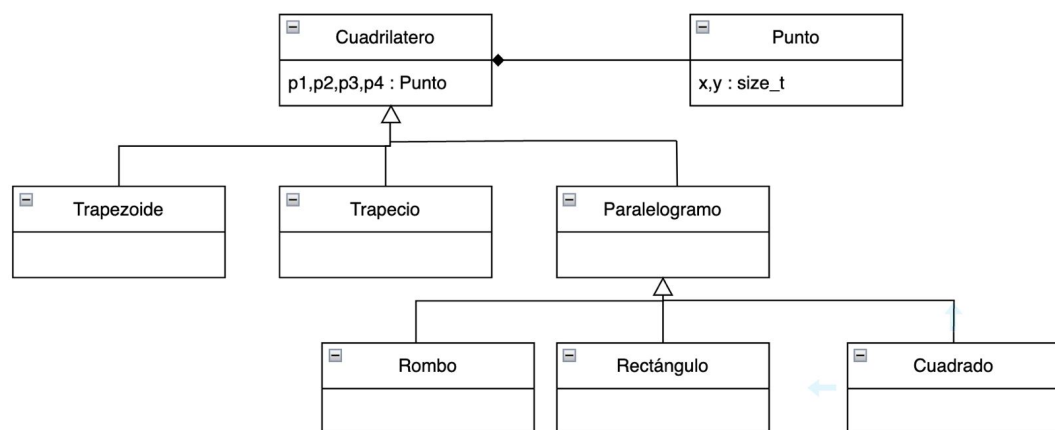 Cuadrilatero
Punto
p1,p2,p3,p4 : Punto
x,y : size_t
Trapezoide
Trapecio
Paralelogramo
Rombo
Rectángulo
Cuadrado